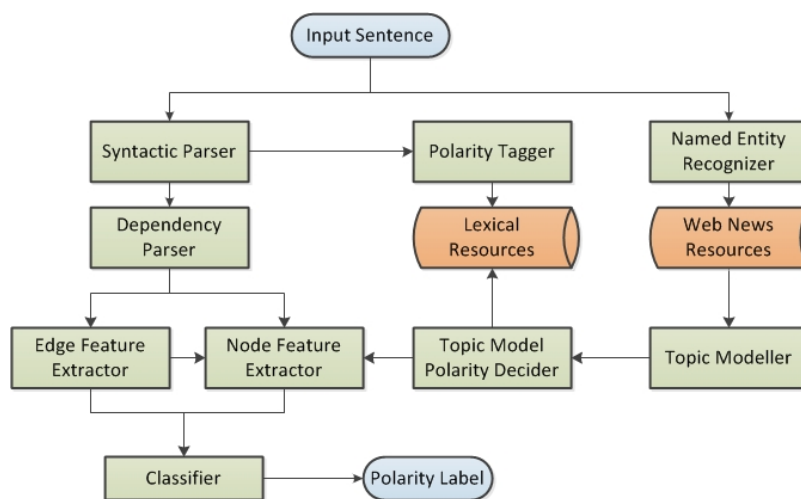 Input Sentence
Syntactic Parser
Polarity Tagger
Named Entity
Recognizer
Dependency
Parser
Lexical
Resources
Web News
Resources
Edge Feature
Extractor
Node Feature
Extractor
Topic Model
Polarity Decider
Topic Modeller
Classifier
Polarity Label